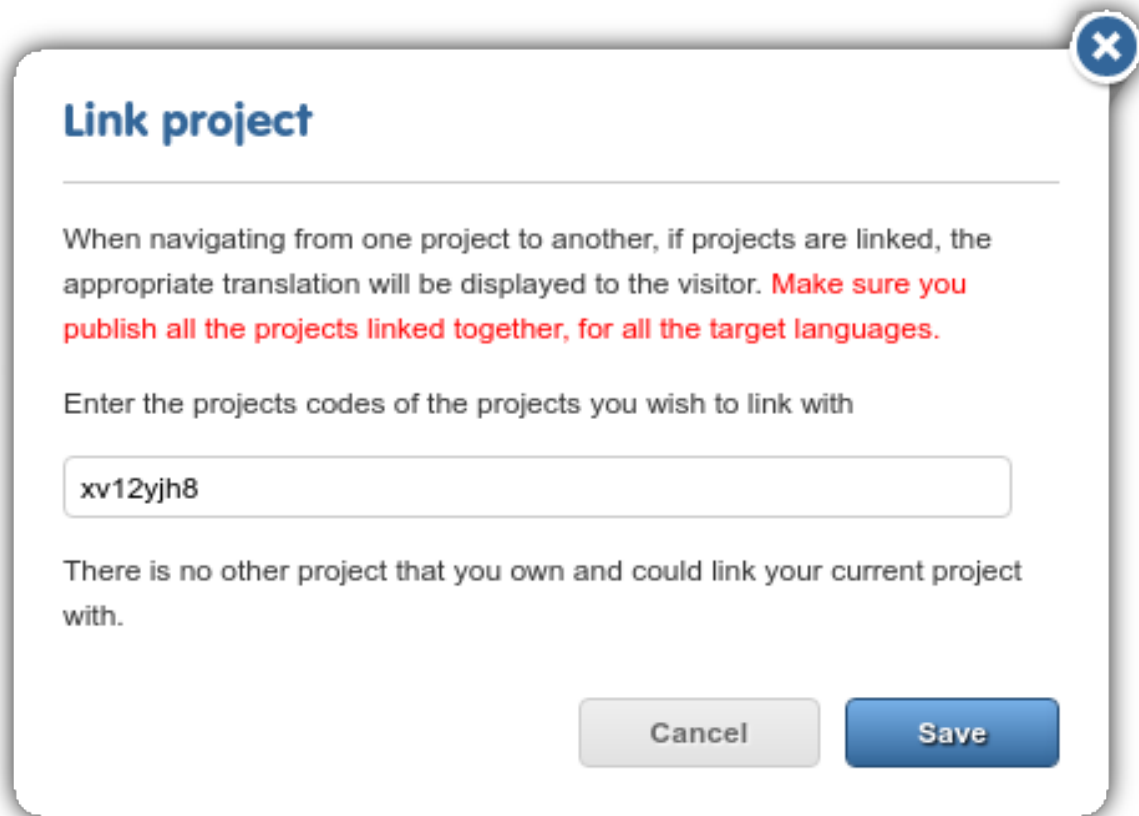 Link project
When navigating from one project to another, if projects are linked, the
appropriate translation will be displayed to the visitor. Make sure you
publish all the projects linked together, for all the target languages.
Enter the projects codes of the projects you wish to link with
xv12yjh8
There is no other project that you own and could link your current project
with.
Cancel Save